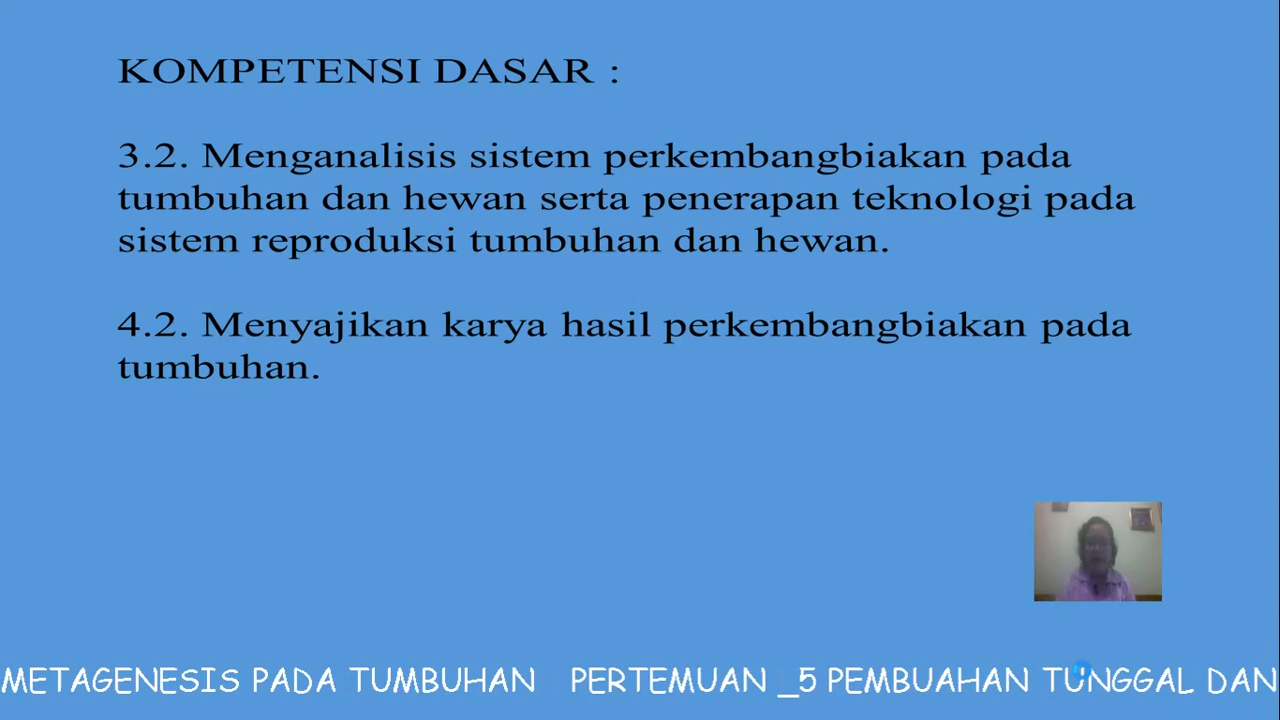 KOMPETENSI DASAR :
3.2. Menganalisis sistem perkembangbiakan pada
tumbuhan dan hewan serta penerapan teknologi pada
sistem reproduksi tumbuhan dan hewan.
4.2. Menyajikan karya hasil perkembangbiakan pada
tumbuhan.
METAGENESIS PADA TUMBUHAN PERTEMUAN _5 PEMBUAHAN TUNGGAL DAN